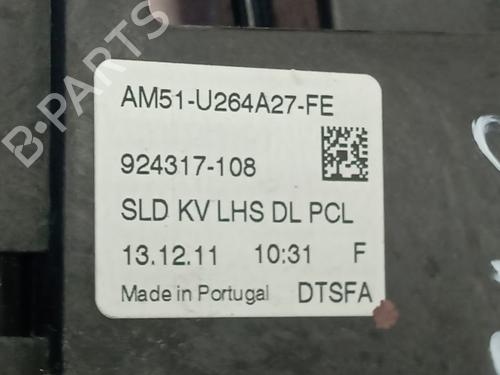 AM51-U264A27-FE
924317-108
SLD KV LHS DL PCL
13.12.11 10:31 F
Made in Portugal DTSFA
B-PARTS